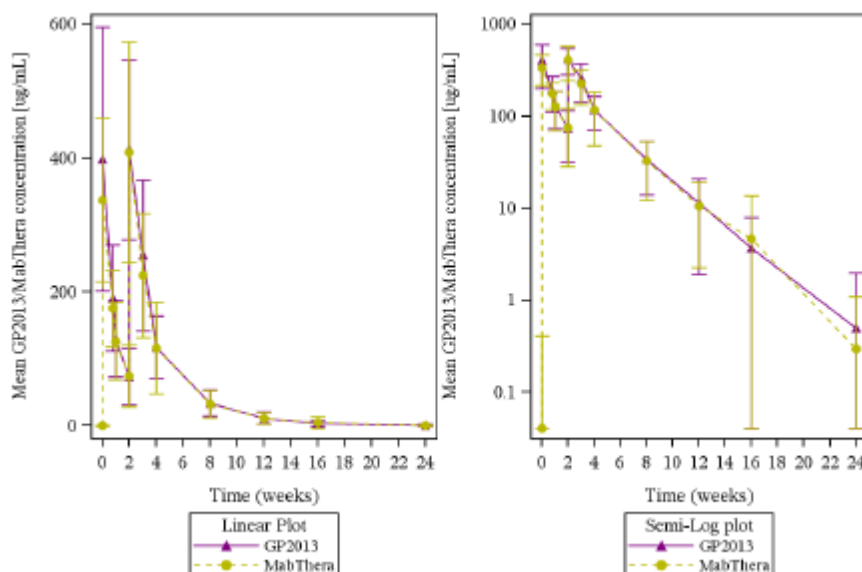 600
400
200
0
Mean GP2013/MabThera concentration [ug/mL]
0 2 4 6 8 10 12 14 16 18 20 22 24
Time (weeks)
Linear Plot
GP2013
MabThera
1000
100
10
1
0.1
Mean GP2013/MabThera concentration [ug/mL]
0 2 4 6 8 10 12 14 16 18 20 22 24
Time (weeks)
Semi-Log plot
GP2013
MabThera